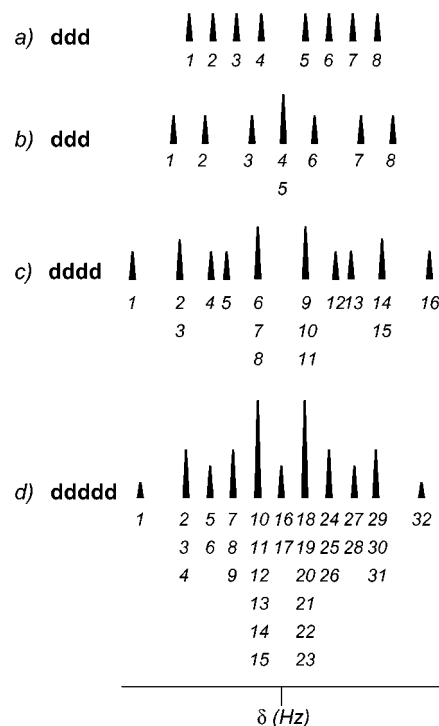 a) ddd
1 2 3 4 5 6 7 8
b) ddd
1 2 3 4 6 7 8
5
c) dddd
1 2 4 5 6 9 12 13 14 16
3 7 10 15
8 11
d) ddddd
1 2 5 7 10 16 18 24 27 29 32
3 6 8 11 17 19 25 28 30
4 9 12 20 26 31
13 21
14 22
15 23
δ (Hz)